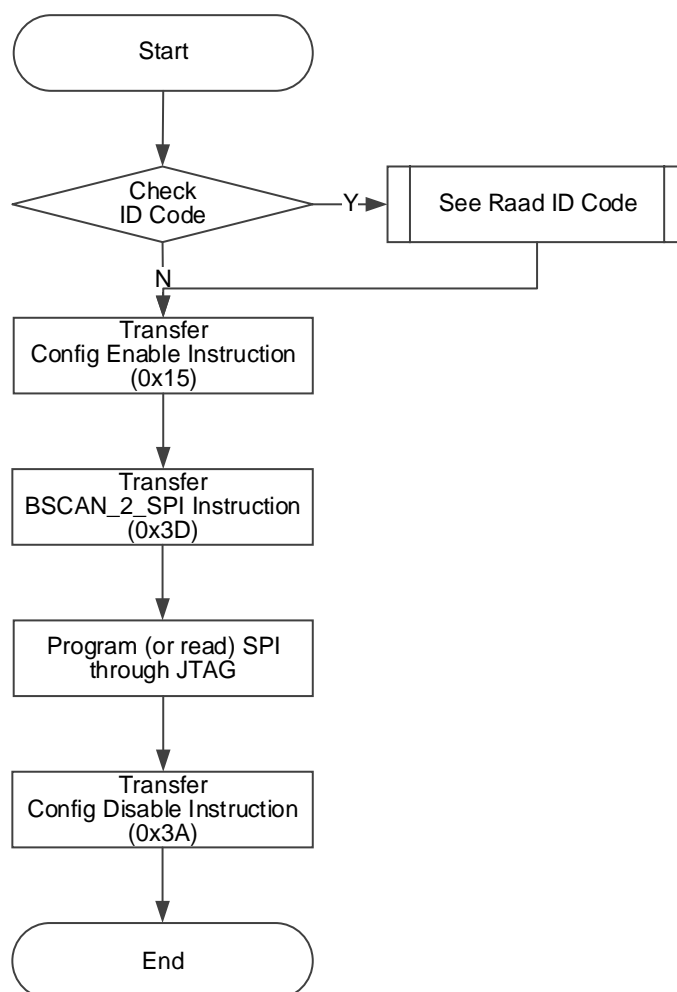 Start
Check
ID Code
Y
See Raad ID Code
N
Transfer
Config Enable Instruction
(0x15)
Transfer
BSCAN_2_SPI Instruction
(0x3D)
Program (or read) SPI
through JTAG
Transfer
Config Disable Instruction
(0x3A)
End